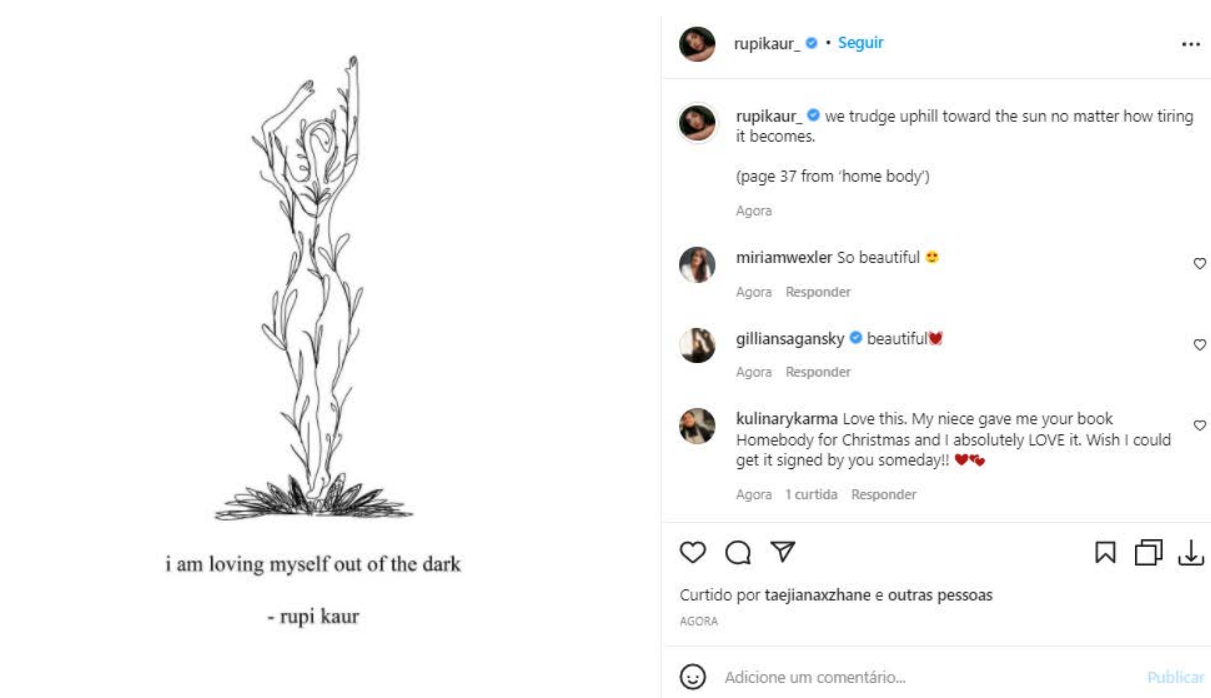 i am loving myself out of the dark
- rupi kaur
rupikaur_ • Seguir
rupikaur_ we trudge uphill toward the sun no matter how tiring
it becomes.
(page 37 from ‘home body’)
Agora
miriamwexler So beautiful 😍
Agora Responder
gilliansagansky beautiful💓
Agora Responder
kulinarykarma Love this. My niece gave me your book
Homebody for Christmas and I absolutely LOVE it. Wish I could
get it signed by you someday!! ❤️💕
Agora 1 curtida Responder
Curtido por taejianaxzhane e outras pessoas
AGORA
Adicione um comentário... Publicar